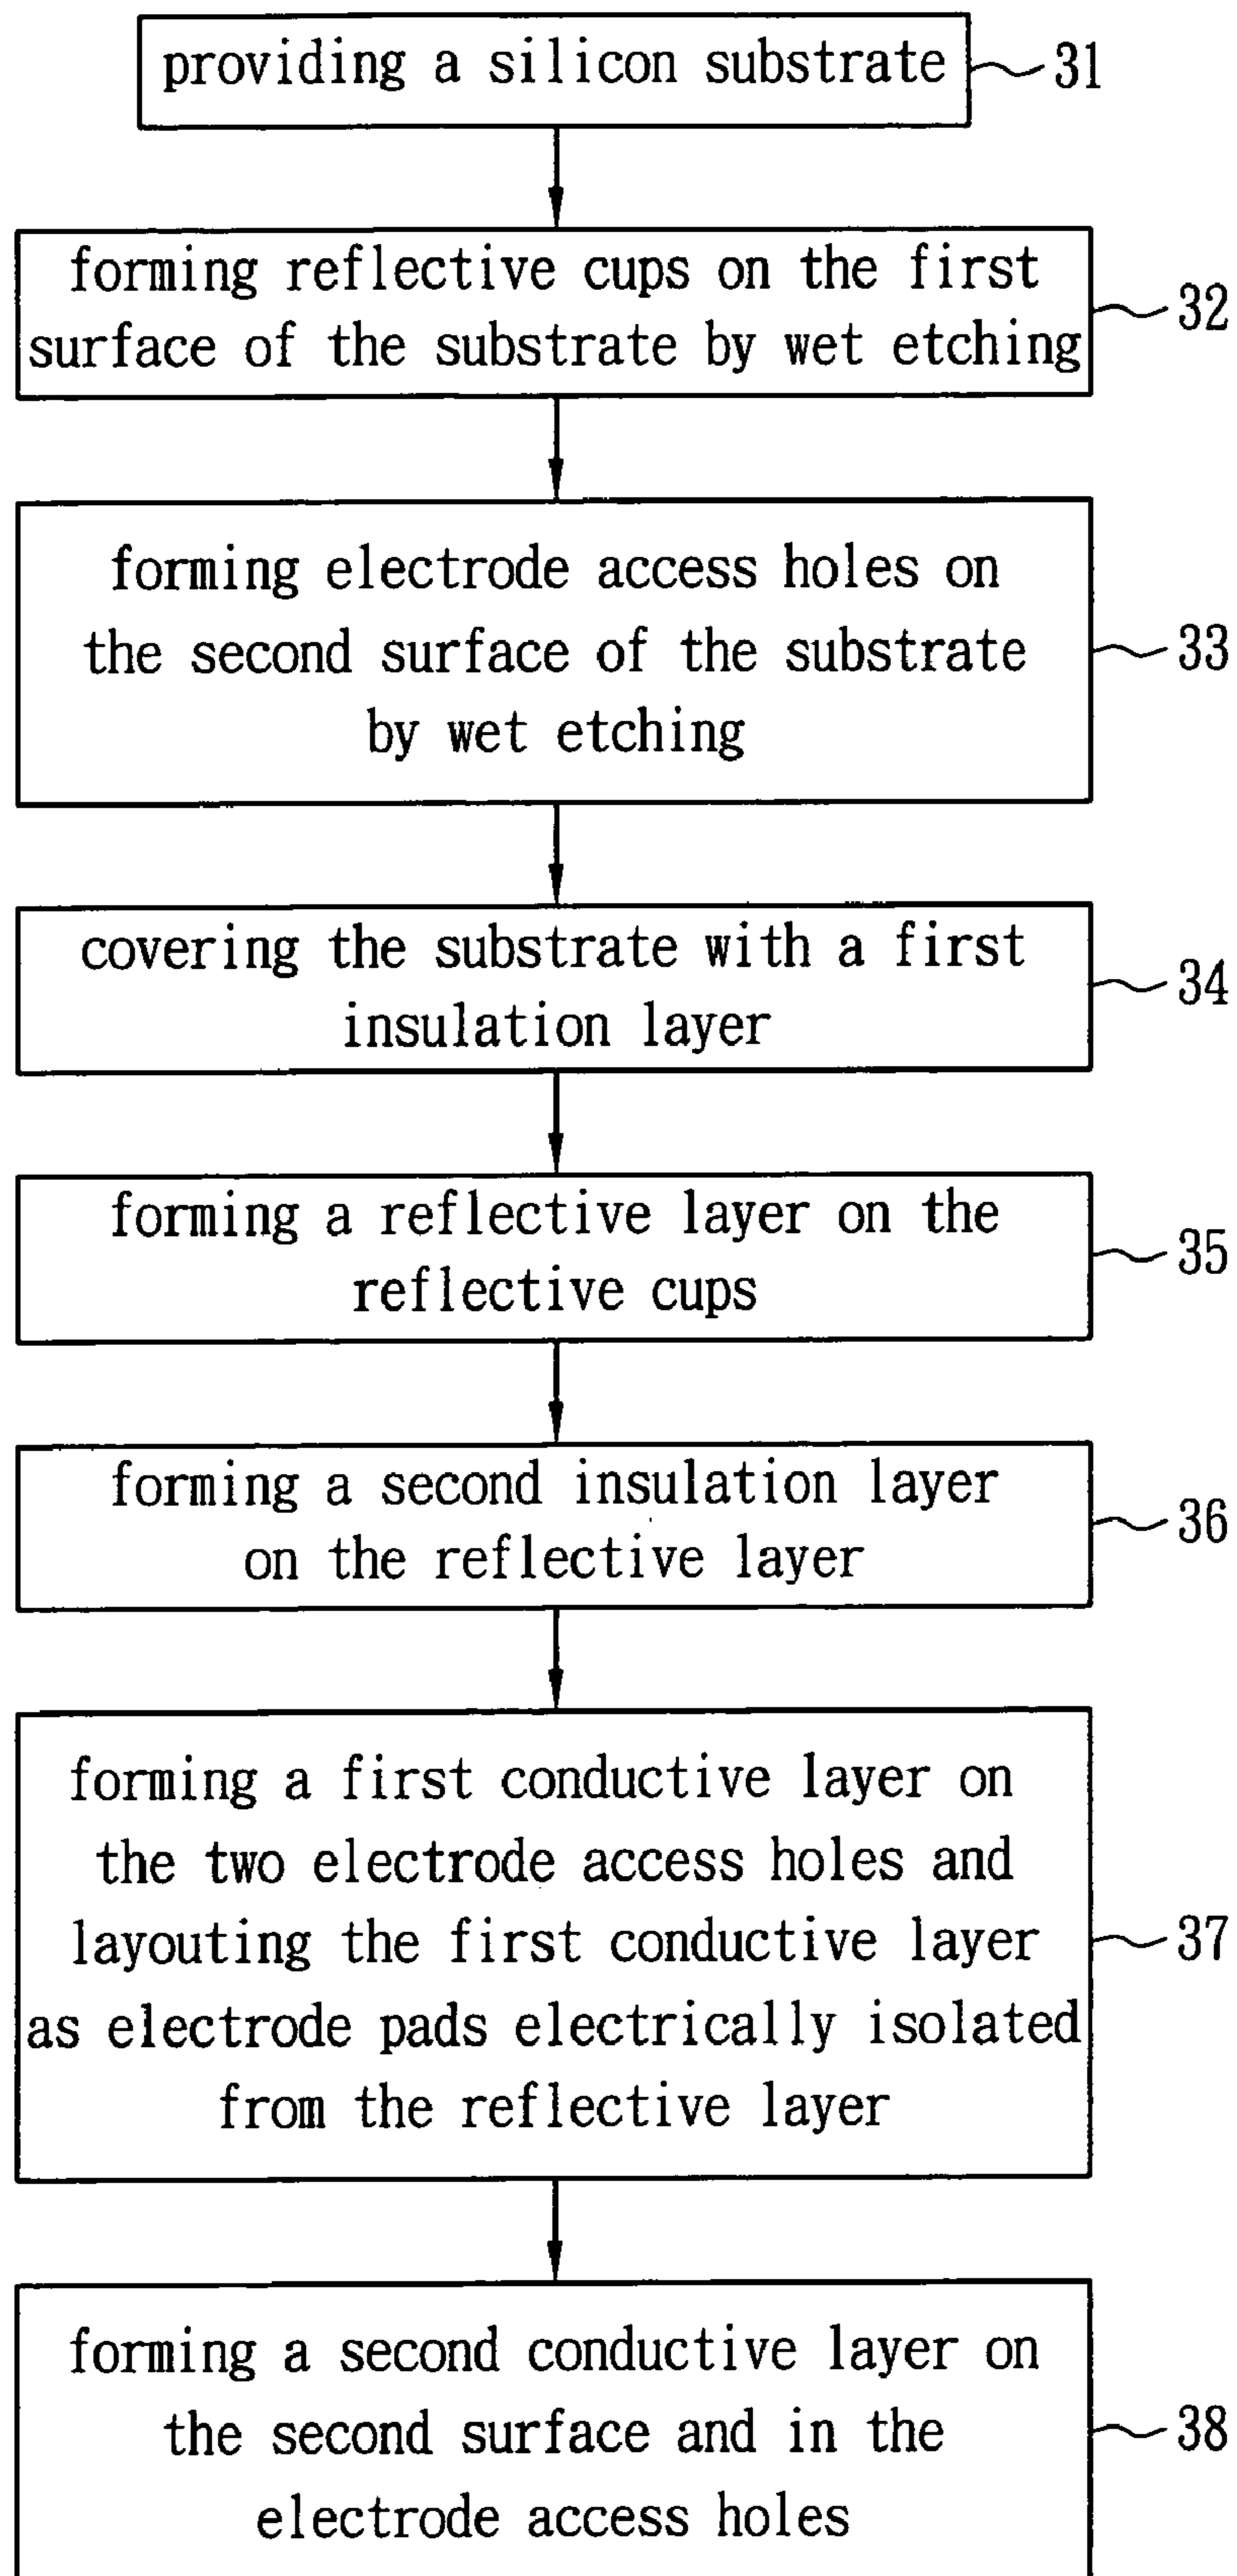 providing a silicon substrate
31
forming reflective cups on the first
surface of the substrate by wet etching
32
forming electrode access holes on
the second surface of the substrate
by wet etching
33
covering the substrate with a first
insulation layer
34
forming a reflective layer on the
reflective cups
35
forming a second insulation layer
on the reflective layer
36
forming a first conductive layer on
the two electrode access holes and
layouting the first conductive layer
as electrode pads electrically isolated
from the reflective layer
37
forming a second conductive layer on
the second surface and in the
electrode access holes
38